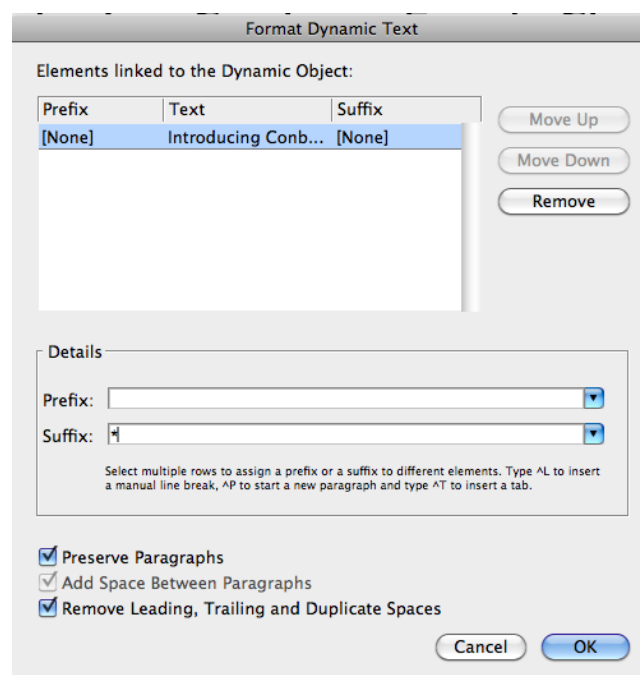 Format Dynamic Text
Elements linked to the Dynamic Object:
Prefix Text Suffix
[None] Introducing Conb... [None]
Move Up
Move Down
Remove
Details
Prefix:
Suffix: *
Select multiple rows to assign a prefix or a suffix to different elements. Type ^L to insert
a manual line break, ^P to start a new paragraph and type ^T to insert a tab.
Preserve Paragraphs
Add Space Between Paragraphs
Remove Leading, Trailing and Duplicate Spaces
Cancel OK